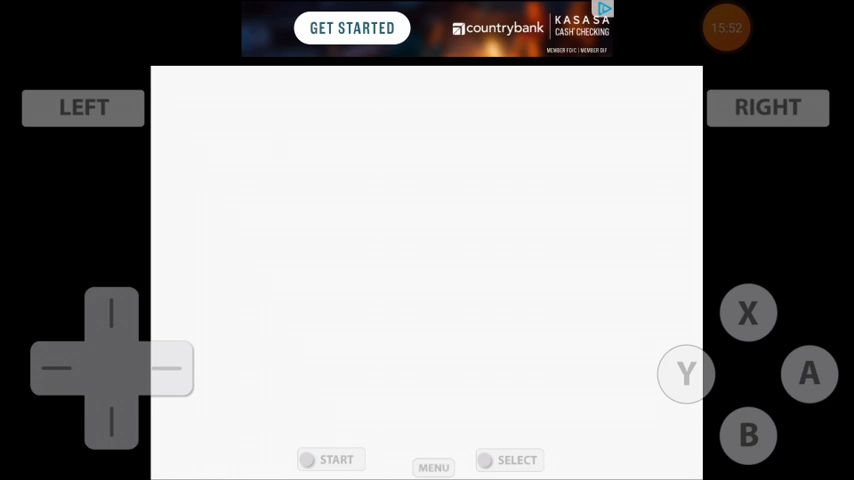 GET STARTED
countrybank
KASASA
CASH CHECKING
MEMBER FDIC | MEMBER DIF
15:52
LEFT
RIGHT
X
Y
A
B
START
MENU
SELECT